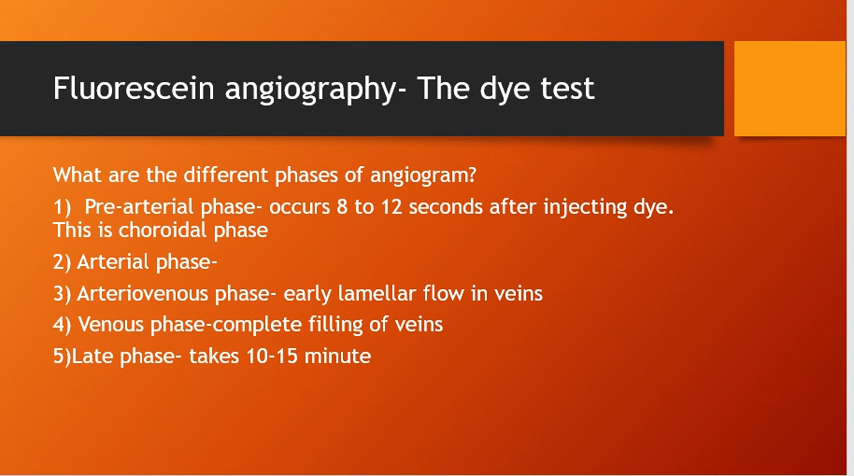 Fluorescein angiography- The dye test
What are the different phases of angiogram?
1)  Pre-arterial phase- occurs 8 to 12 seconds after injecting dye.
This is choroidal phase
2) Arterial phase-
3) Arteriovenous phase- early lamellar flow in veins
4) Venous phase-complete filling of veins
5)Late phase- takes 10-15 minute